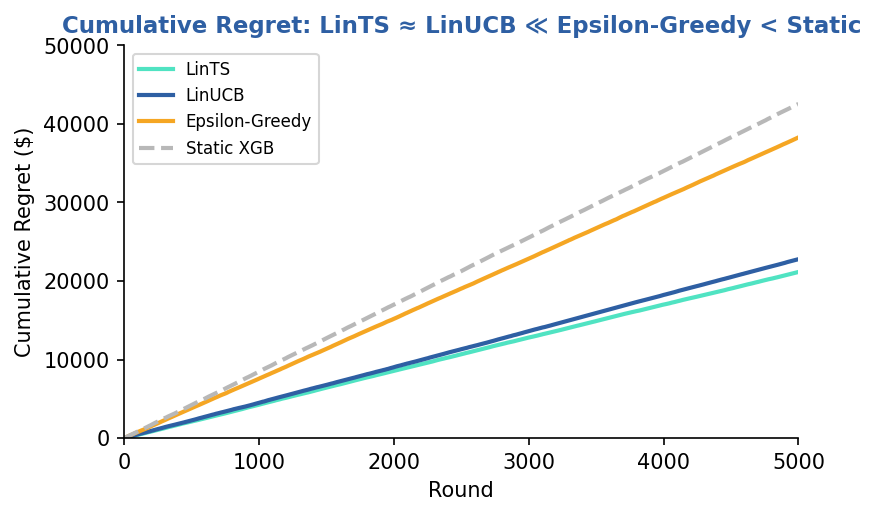 Cumulative Regret: LinTS ≈ LinUCB ≪ Epsilon-Greedy < Static
50000
40000
30000
20000
10000
0
Cumulative Regret ($)
LinTS
LinUCB
Epsilon-Greedy
Static XGB
0 1000 2000 3000 4000 5000
Round